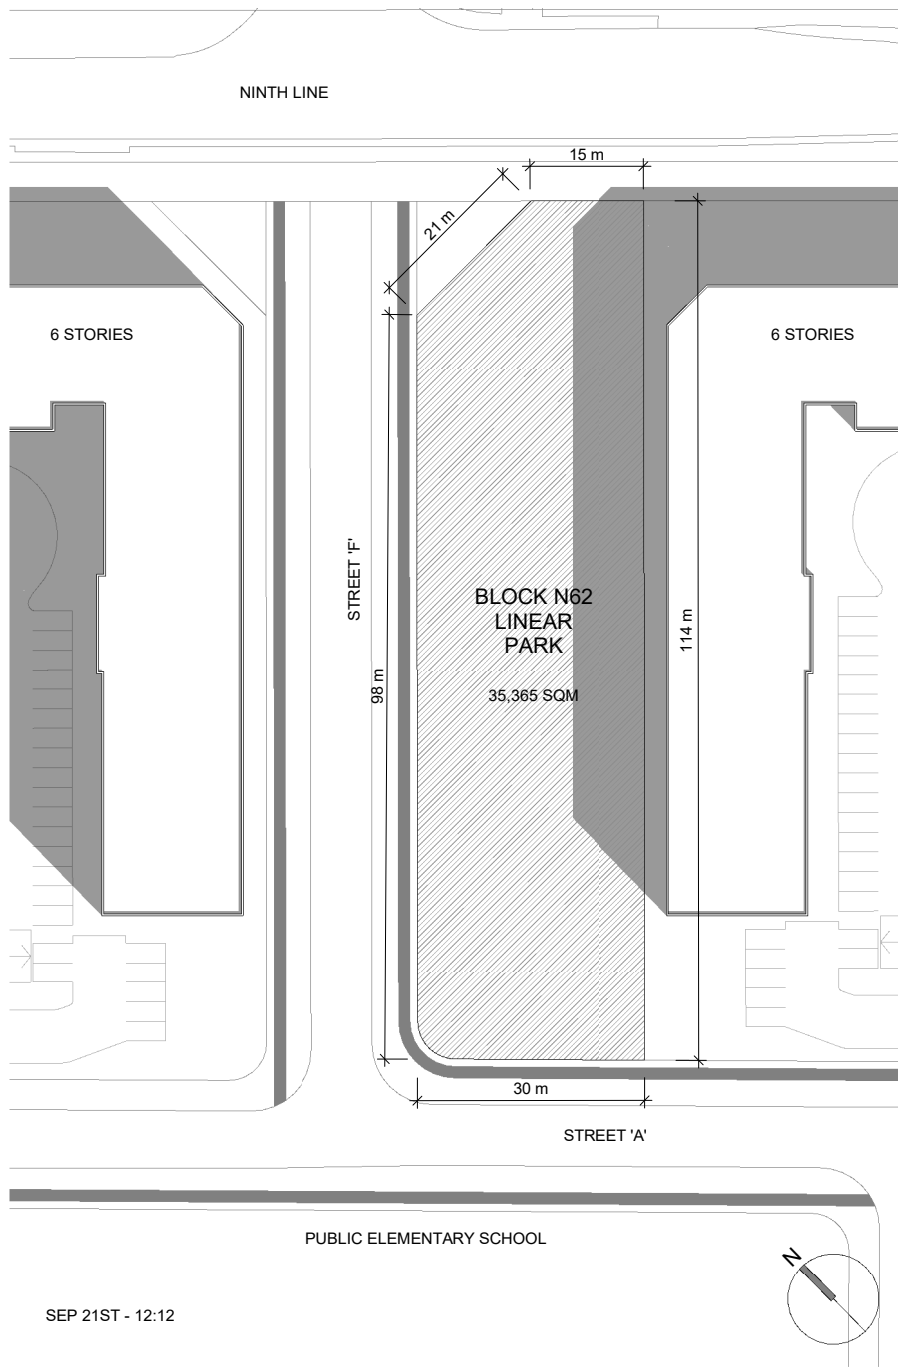 NINTH LINE
15 m
21 m
6 STORIES
6 STORIES
STREET 'F'
BLOCK N62
LINEAR
PARK
114 m
98 m
35,365 SQM
30 m
STREET 'A'
PUBLIC ELEMENTARY SCHOOL
N
SEP 21ST - 12:12